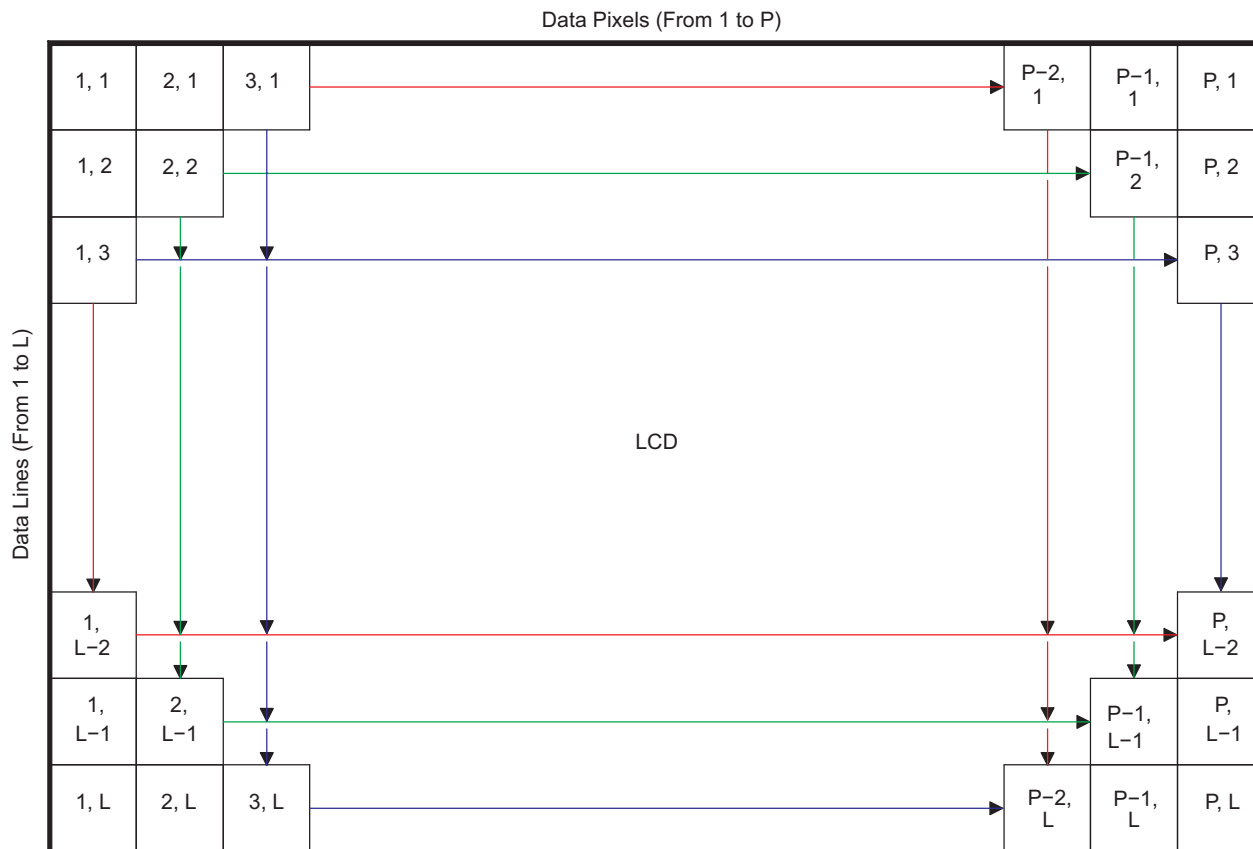 Data Pixels (From 1 to P)
1, 1
2, 1
3, 1
P−2,
1
P−1,
1
P, 1
1, 2
2, 2
P−1,
2
P, 2
1, 3
P, 3
Data Lines (From 1 to L)
LCD
1,
L−2
P,
L−2
1,
L−1
2,
L−1
P−1,
L−1
P,
L−1
1, L
2, L
3, L
P−2,
L
P−1,
L
P, L